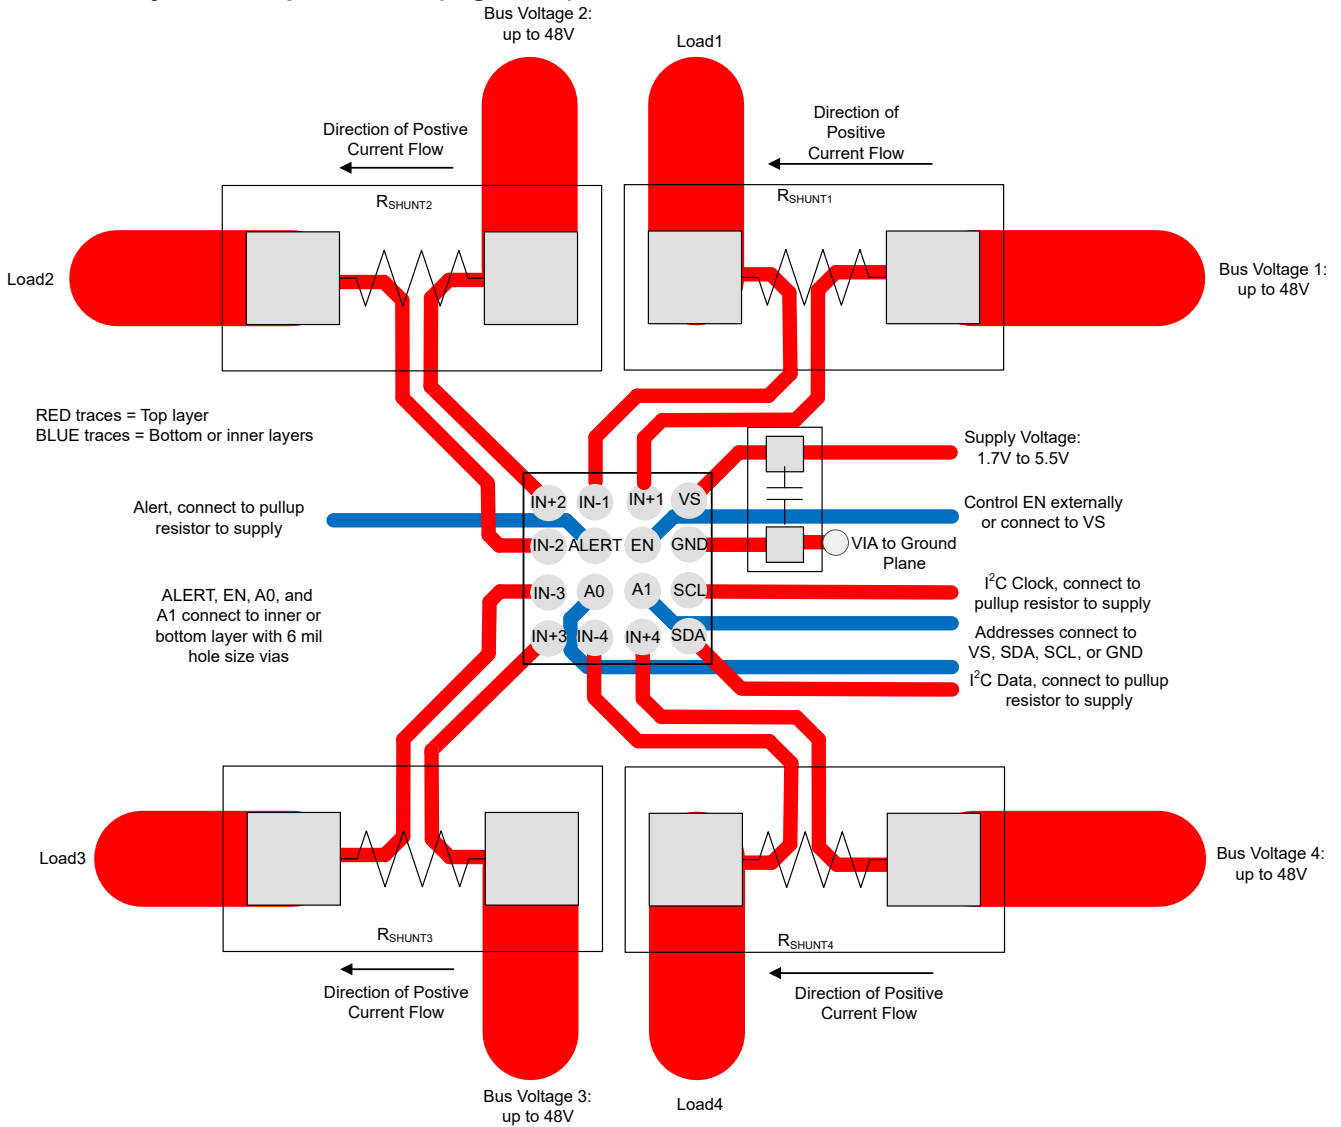 Bus Voltage 2:
up to 48V
Load1
Direction of Postive
Current Flow
Direction of
Positive
Current Flow
RSHUNT2
RSHUNT1
Load2
Bus Voltage 1:
up to 48V
RED traces = Top layer
BLUE traces = Bottom or inner layers
Supply Voltage:
1.7V to 5.5V
Alert, connect to pullup
resistor to supply
IN+2 IN-1 IN+1 VS
Control EN externally
or connect to VS
IN-2 ALERT EN GND
VIA to Ground
Plane
ALERT, EN, A0, and
A1 connect to inner or
bottom layer with 6 mil
hole size vias
IN-3 A0 A1 SCL
I2C Clock, connect to
pullup resistor to supply
IN+3 IN-4 IN+4 SDA
Addresses connect to
VS, SDA, SCL, or GND
I2C Data, connect to pullup
resistor to supply
Load3
Bus Voltage 4:
up to 48V
RSHUNT3
RSHUNT4
Direction of Postive
Current Flow
Direction of Positive
Current Flow
Bus Voltage 3:
up to 48V
Load4